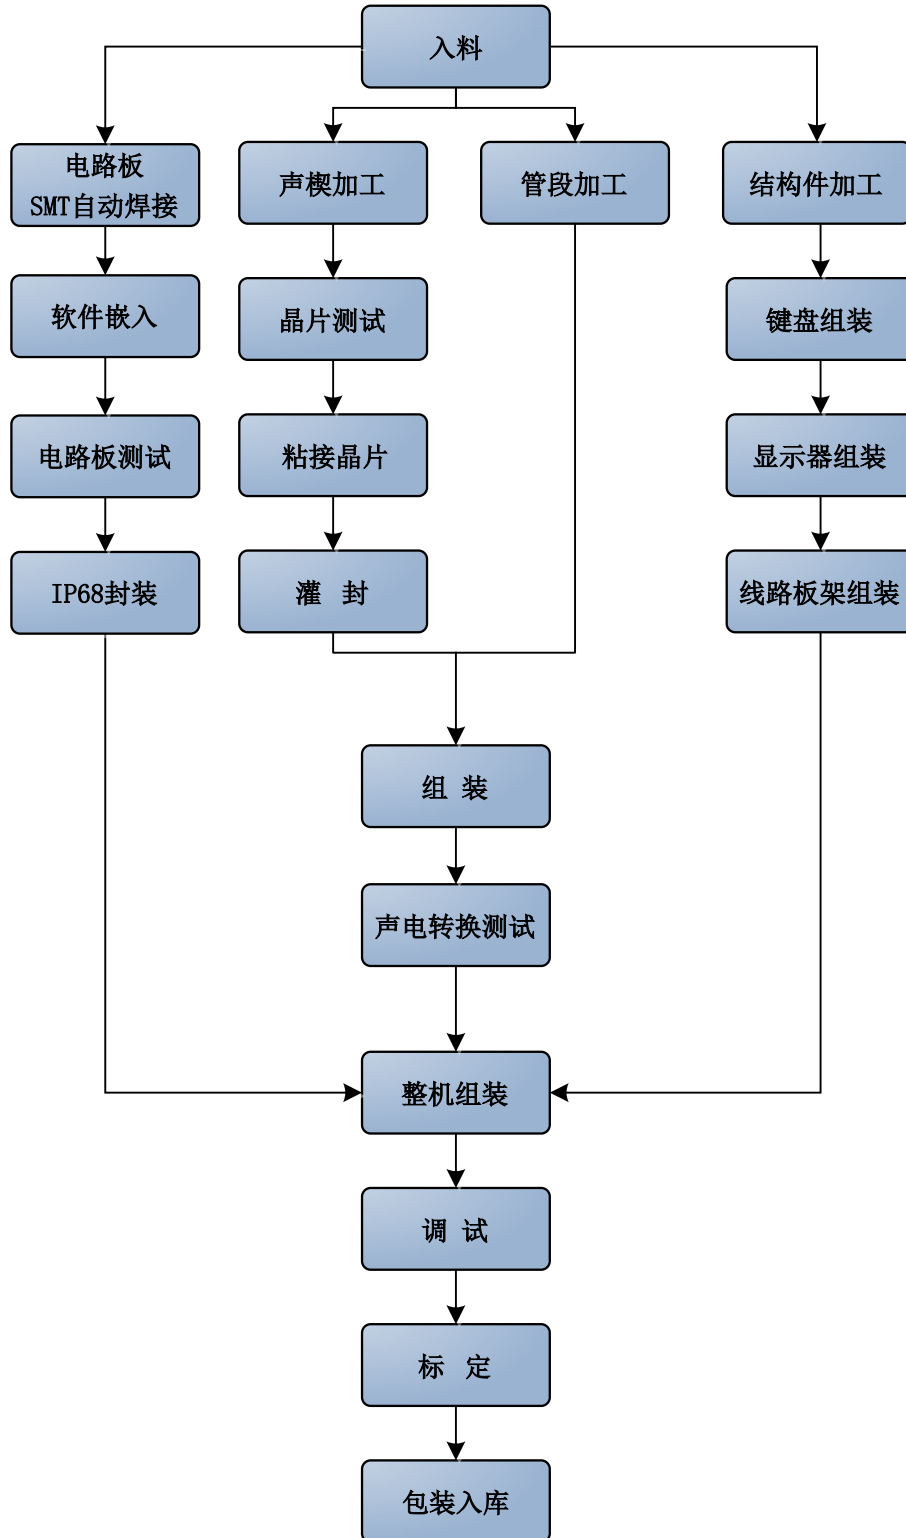 入料
电路板
SMT自动焊接
声楔加工
管段加工
结构件加工
软件嵌入
晶片测试
键盘组装
电路板测试
粘接晶片
显示器组装
IP68封装
灌 封
线路板架组装
组 装
声电转换测试
整机组装
调 试
标 定
包装入库